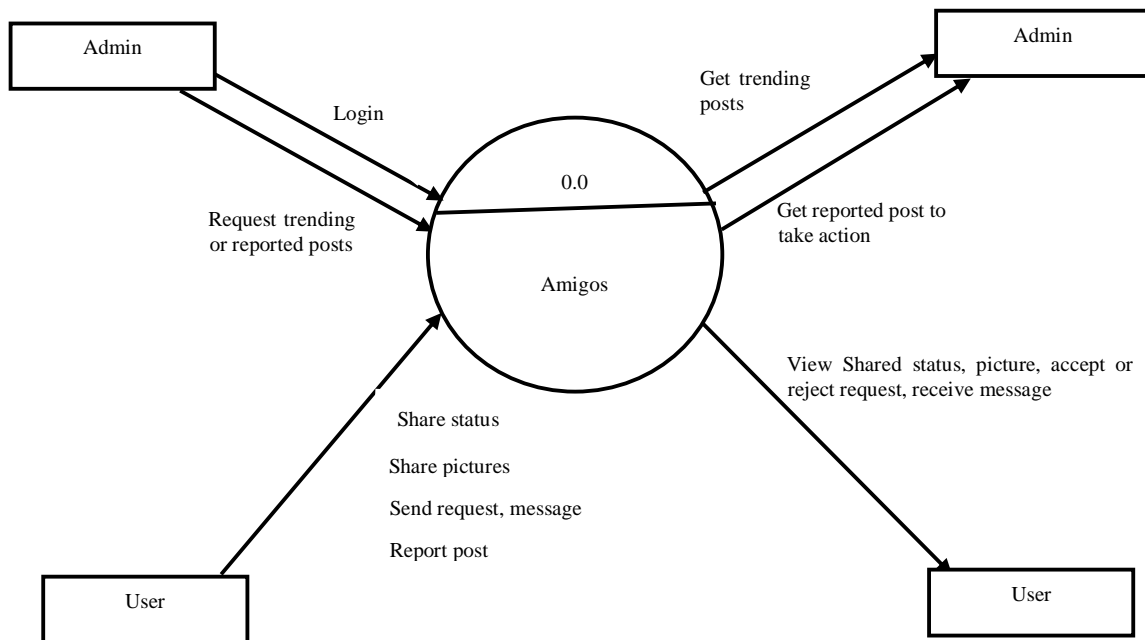 Admin
Admin
Get trending
posts
Login
0.0
Request trending
or reported posts
Get reported post to
take action
Amigos
View Shared status, picture, accept or
reject request, receive message
Share status
Share pictures
Send request, message
Report post
User
User